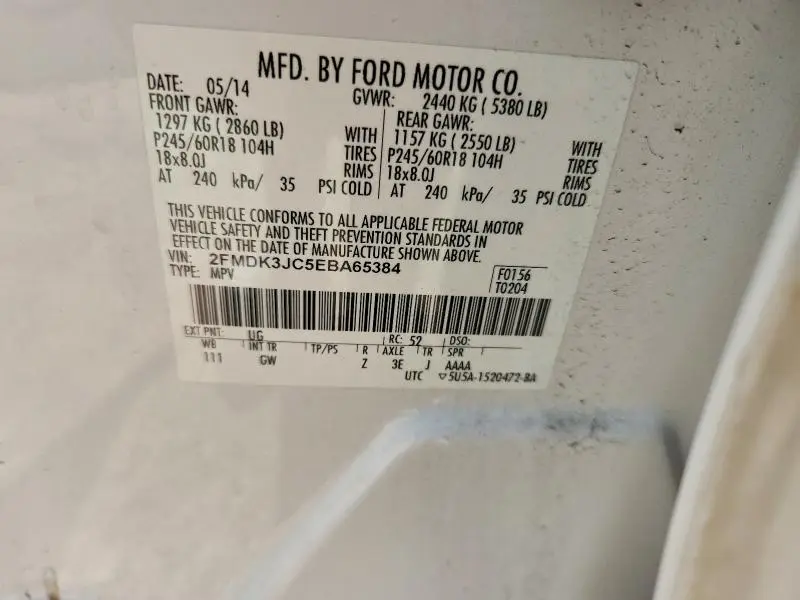 MFD. BY FORD MOTOR CO.
DATE: 05/14 GVWR: 2440 KG ( 5380 LB)
FRONT GAWR: REAR GAWR:
1297 KG ( 2860 LB) WITH 1157 KG ( 2550 LB) WITH
P245/60R18 104H TIRES P245/60R18 104H TIRES
18x8.0J RIMS 18x8.0J RIMS
AT 240 kPa/ 35 PSI COLD AT 240 kPa/ 35 PSI COLD
THIS VEHICLE CONFORMS TO ALL APPLICABLE FEDERAL MOTOR
VEHICLE SAFETY AND THEFT PREVENTION STANDARDS IN
EFFECT ON THE DATE OF MANUFACTURE SHOWN ABOVE.
VIN: 2FMDK3JC5EBA65384 F0156
TYPE: MPV T0204
EXT PNT: UG RC: 52 DSO:
WB INT TR TP/PS R AXLE TR SPR
111 GW Z 3E J AAAA
UTC ▽5U5A-1520472-BA